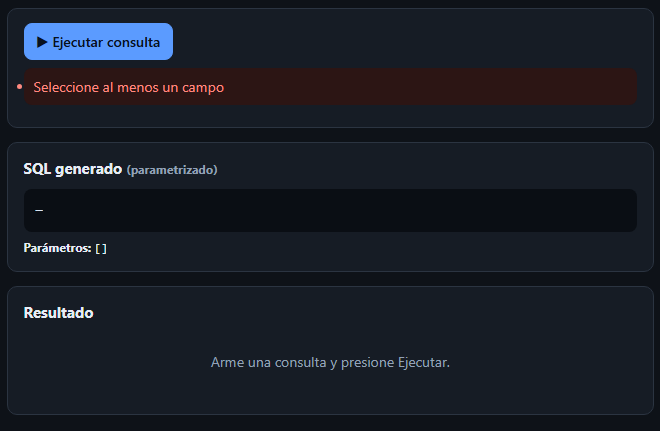 ▶ Ejecutar consulta
• Seleccione al menos un campo
SQL generado (parametrizado)
—
Parámetros: []
Resultado
Arme una consulta y presione Ejecutar.